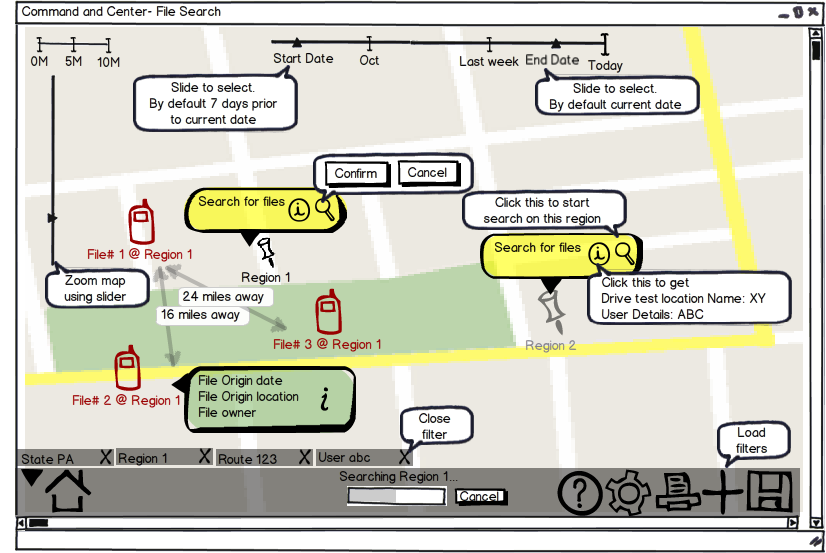 Command and Center- File Search
0M 5M 10M
Start Date Oct Last week End Date Today
Slide to select.
By default 7 days prior
to current date
Slide to select.
By default current date
Confirm Cancel
Search for files i
Region 1
Click this to start
search on this region
Search for files i
Click this to get
Drive test location Name: XY
User Details: ABC
Region 2
File# 1 @ Region 1
Zoom map
using slider
24 miles away
16 miles away
File# 3 @ Region 1
File# 2 @ Region 1
File Origin date
File Origin location
File owner
i
Close
filter
Load
filters
State PA X Region 1 X Route 123 X User abc X
Searching Region 1...
Cancel
?